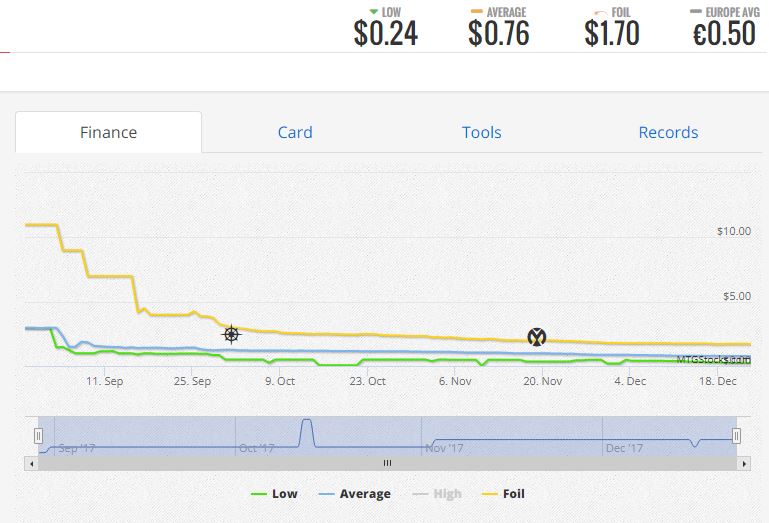 LOW AVERAGE FOIL EUROPE AVG
$0.24 $0.76 $1.70 €0.50
Finance Card Tools Records
$10.00
$5.00
MTGStocks.com
11. Sep 25. Sep 9. Oct 23. Oct 6. Nov 20. Nov 4. Dec 18. Dec
Sep '17 Oct '17 Nov '17 Dec '17
Low Average High Foil